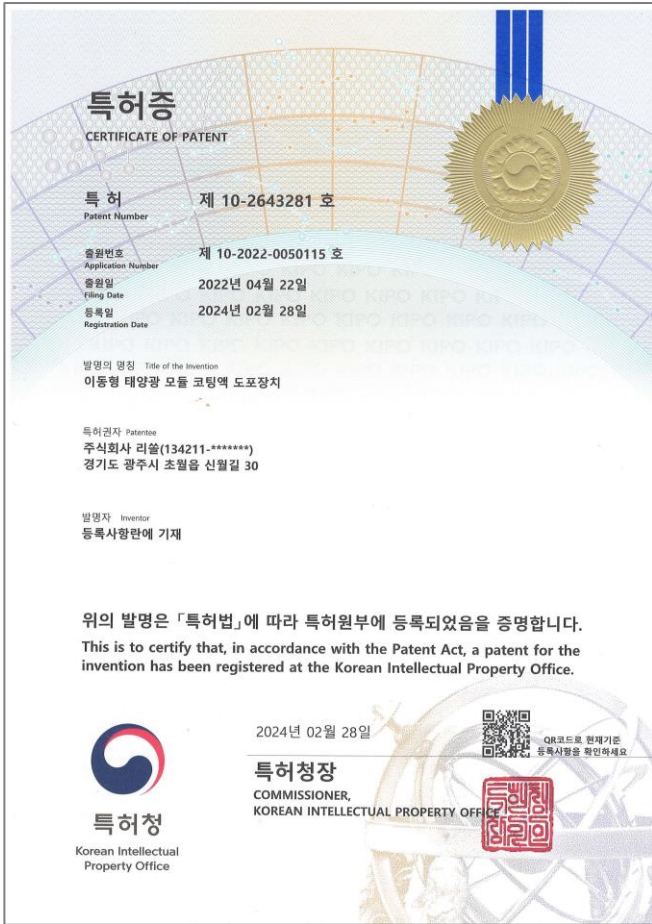 특허증
CERTIFICATE OF PATENT
특 허 제 10-2643281 호
Patent Number
출원번호 제 10-2022-0050115 호
Application Number
출원일 2022년 04월 22일
Filing Date
등록일 2024년 02월 28일
Registration Date
발명의 명칭 Title of the Invention
이동형 태양광 모듈 코팅액 도포장치
특허권자 Patentee
주식회사 리쏠(134211-*******)
경기도 광주시 초월읍 신월길 30
발명자 Inventor
등록사항란에 기재
위의 발명은 「특허법」에 따라 특허원부에 등록되었음을 증명합니다.
This is to certify that, in accordance with the Patent Act, a patent for the
invention has been registered at the Korean Intellectual Property Office.
2024년 02월 28일
QR코드로 현재기준
등록사항을 확인하세요
특허청장
COMMISSIONER,
KOREAN INTELLECTUAL PROPERTY OFFICE
특허청
Korean Intellectual
Property Office